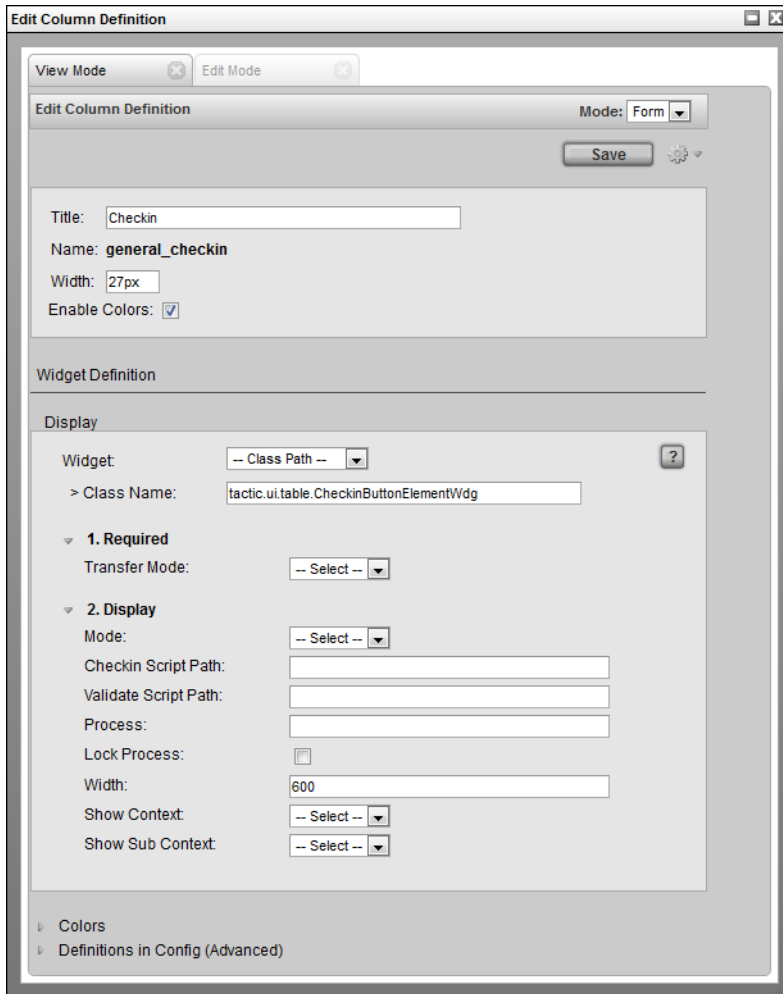 Edit Column Definition
View Mode
Edit Mode
Edit Column Definition
Mode: Form
Save
Title: Checkin
Name: general_checkin
Width: 27px
Enable Colors:
Widget Definition
Display
Widget: -- Class Path --
?
> Class Name: tactic.ui.table.CheckinButtonElementWdg
1. Required
Transfer Mode: -- Select --
2. Display
Mode: -- Select --
Checkin Script Path:
Validate Script Path:
Process:
Lock Process:
Width: 600
Show Context: -- Select --
Show Sub Context: -- Select --
Colors
Definitions in Config (Advanced)